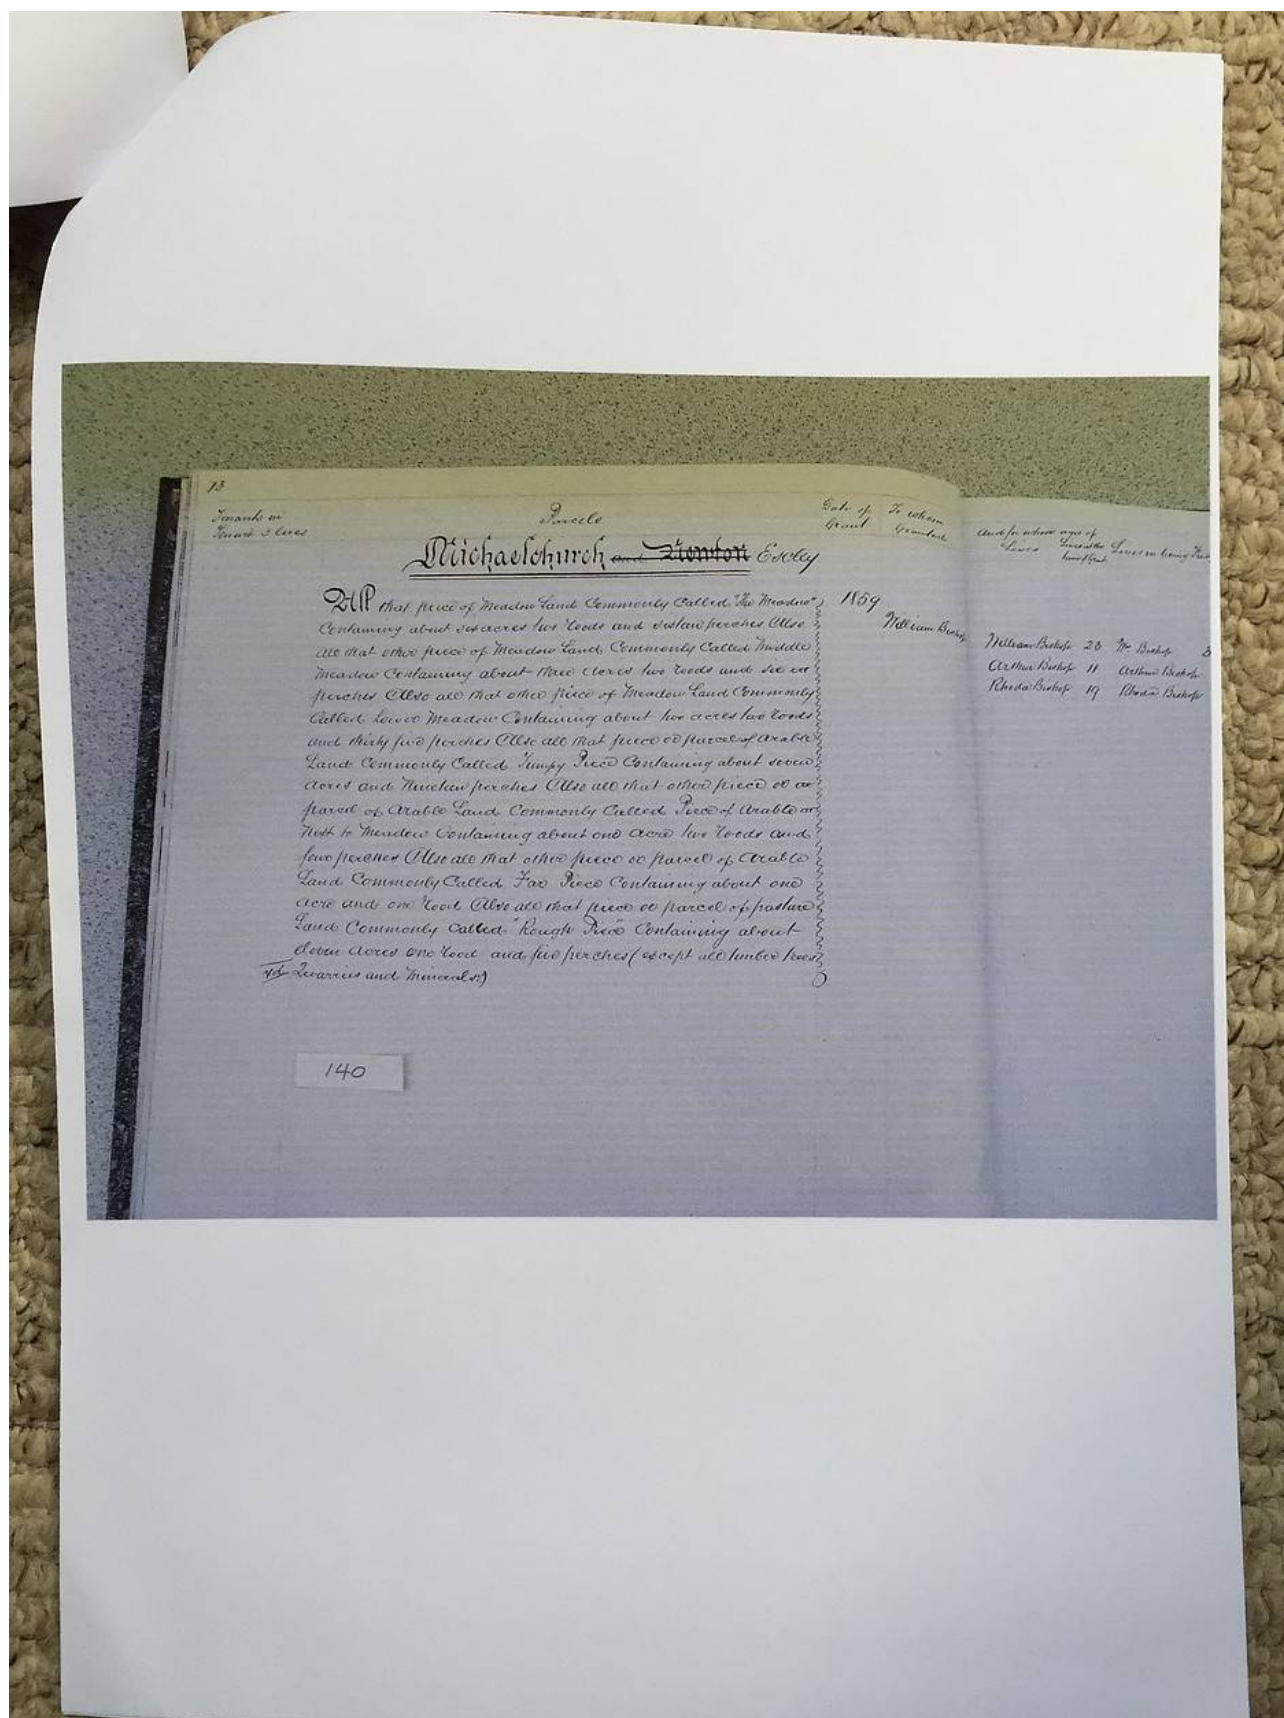 13
Tenants on
Tenure 3 lives
Parcels
Date of
Grant
To whom
Granted
and for whose
Lives
ages of
Lives at the
time of Grant
Lives in being
Michaelchurch and Newton Escley
All that piece of Meadow Land Commonly Called "The Meadow"
Containing about six acres two roods and sixteen perches Also
all that other piece of Meadow Land Commonly Called Middle
Meadow Containing about three acres two roods and six
perches Also all that other piece of Meadow Land Commonly
Called Lower Meadow Containing about two acres two roods
and thirty five perches Also all that piece or parcel of Arable
Land Commonly Called Tumpy Piece Containing about seven
acres and Nineteen perches Also all that other piece or
parcel of Arable Land Commonly Called Piece of Arable
next to Meadow Containing about one acre two roods and
four perches Also all that other piece or parcel of Arable
Land Commonly Called Far Piece Containing about one
acre and one rood Also all that piece or parcel of pasture
Land Commonly Called "Rough Piece" Containing about
eleven acres one rood and five perches (except all timber trees
Quarries and Minerals)
1859
William Bishop
William Bishop 23 Wm Bishop
Arthur Bishop 11 Arthur Bishop
Rhoda Bishop 19 Rhoda Bishop
140